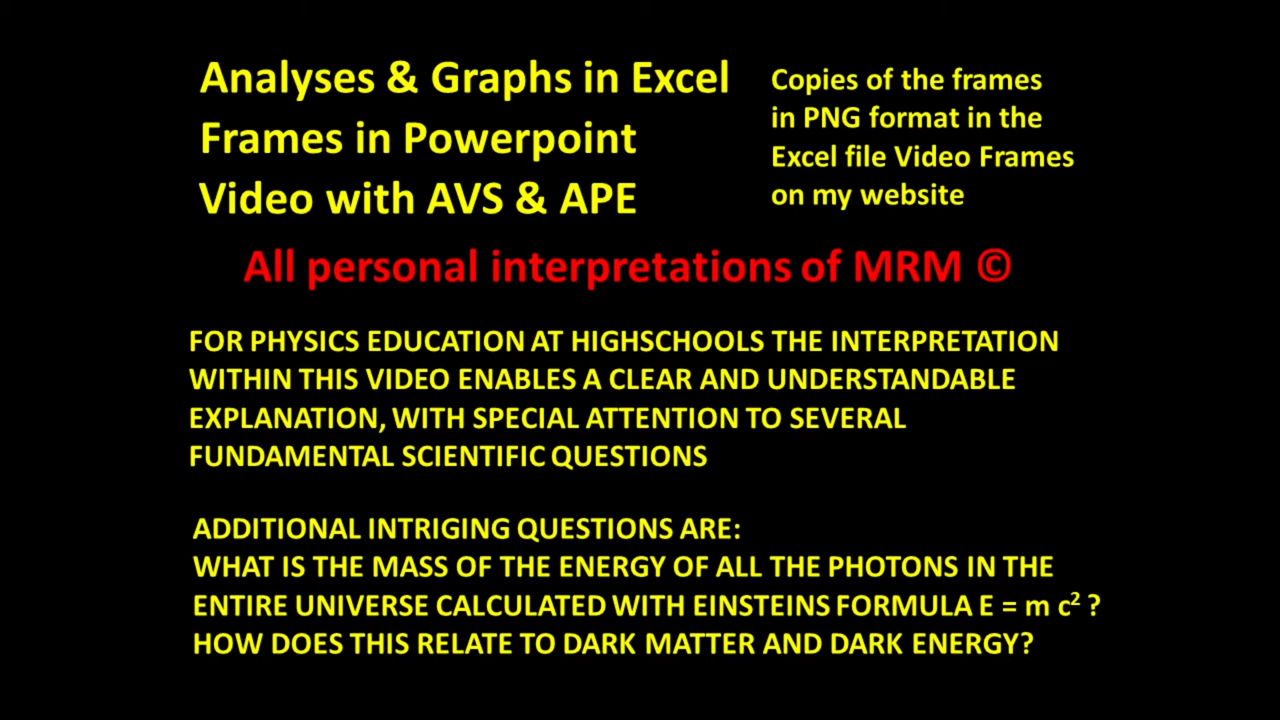 Analyses & Graphs in Excel
Frames in Powerpoint
Video with AVS & APE
Copies of the frames
in PNG format in the
Excel file Video Frames
on my website
All personal interpretations of MRM ©
FOR PHYSICS EDUCATION AT HIGHSCHOOLS THE INTERPRETATION
WITHIN THIS VIDEO ENABLES A CLEAR AND UNDERSTANDABLE
EXPLANATION, WITH SPECIAL ATTENTION TO SEVERAL
FUNDAMENTAL SCIENTIFIC QUESTIONS
ADDITIONAL INTRIGING QUESTIONS ARE:
WHAT IS THE MASS OF THE ENERGY OF ALL THE PHOTONS IN THE
ENTIRE UNIVERSE CALCULATED WITH EINSTEINS FORMULA E = m c² ?
HOW DOES THIS RELATE TO DARK MATTER AND DARK ENERGY?